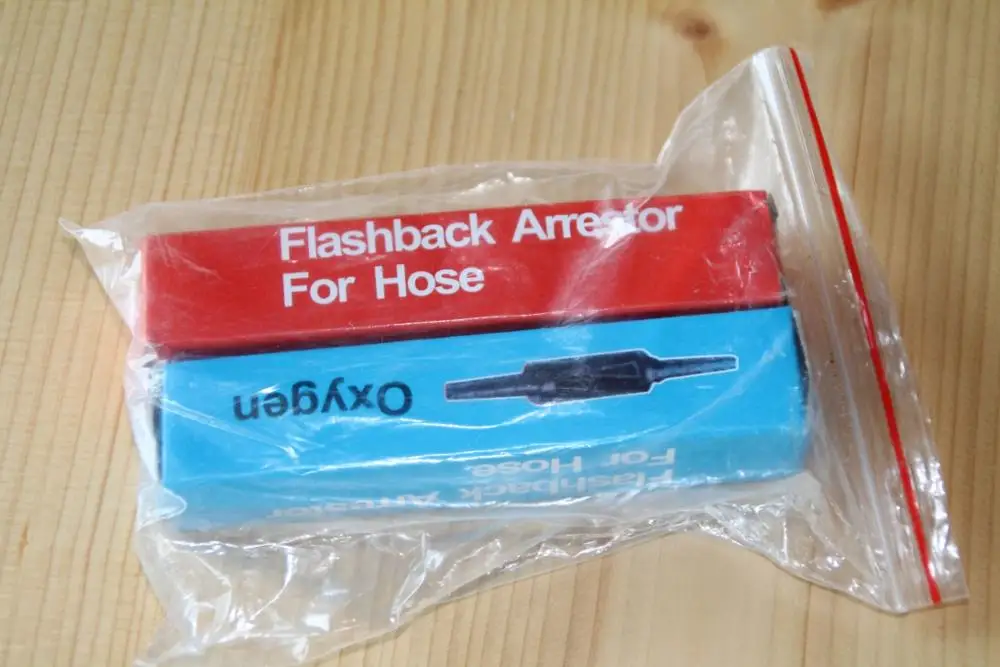 Flashback Arrestor
For Hose
Oxygen
Flashback Arrestor
For Hose